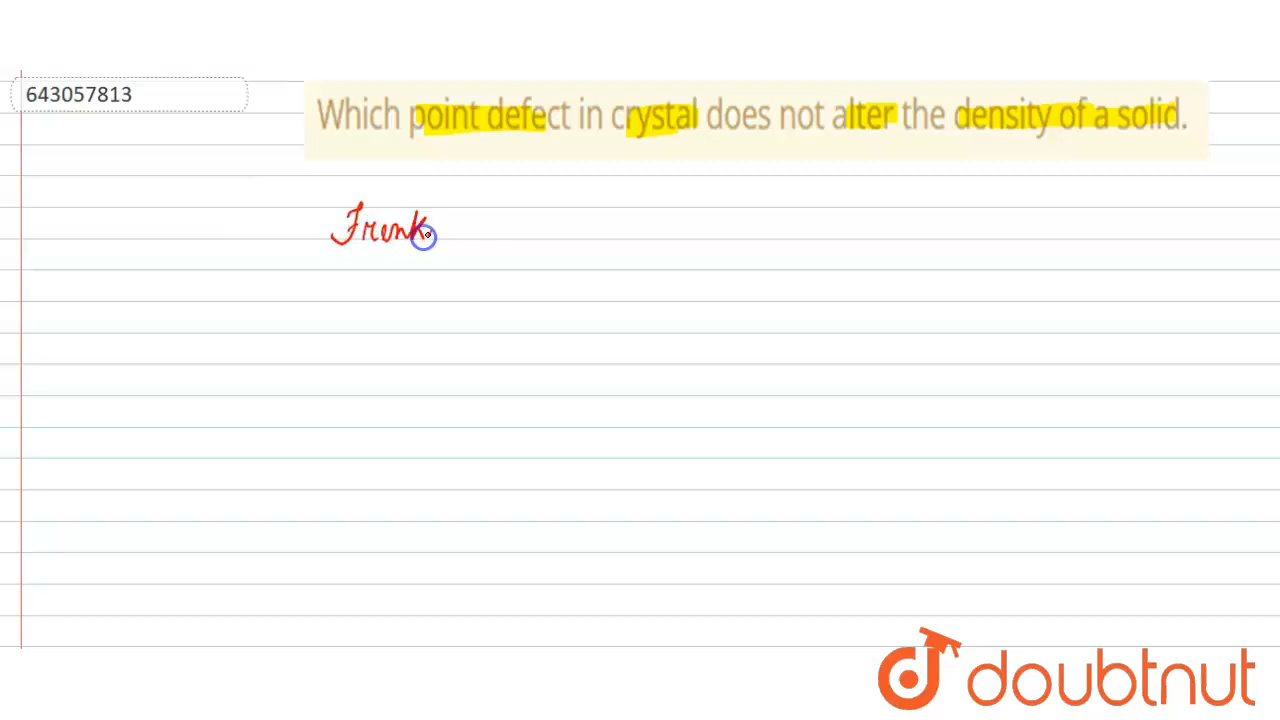 643057813
Which point defect in crystal does not alter the density of a solid.
Frenk
doubtnut